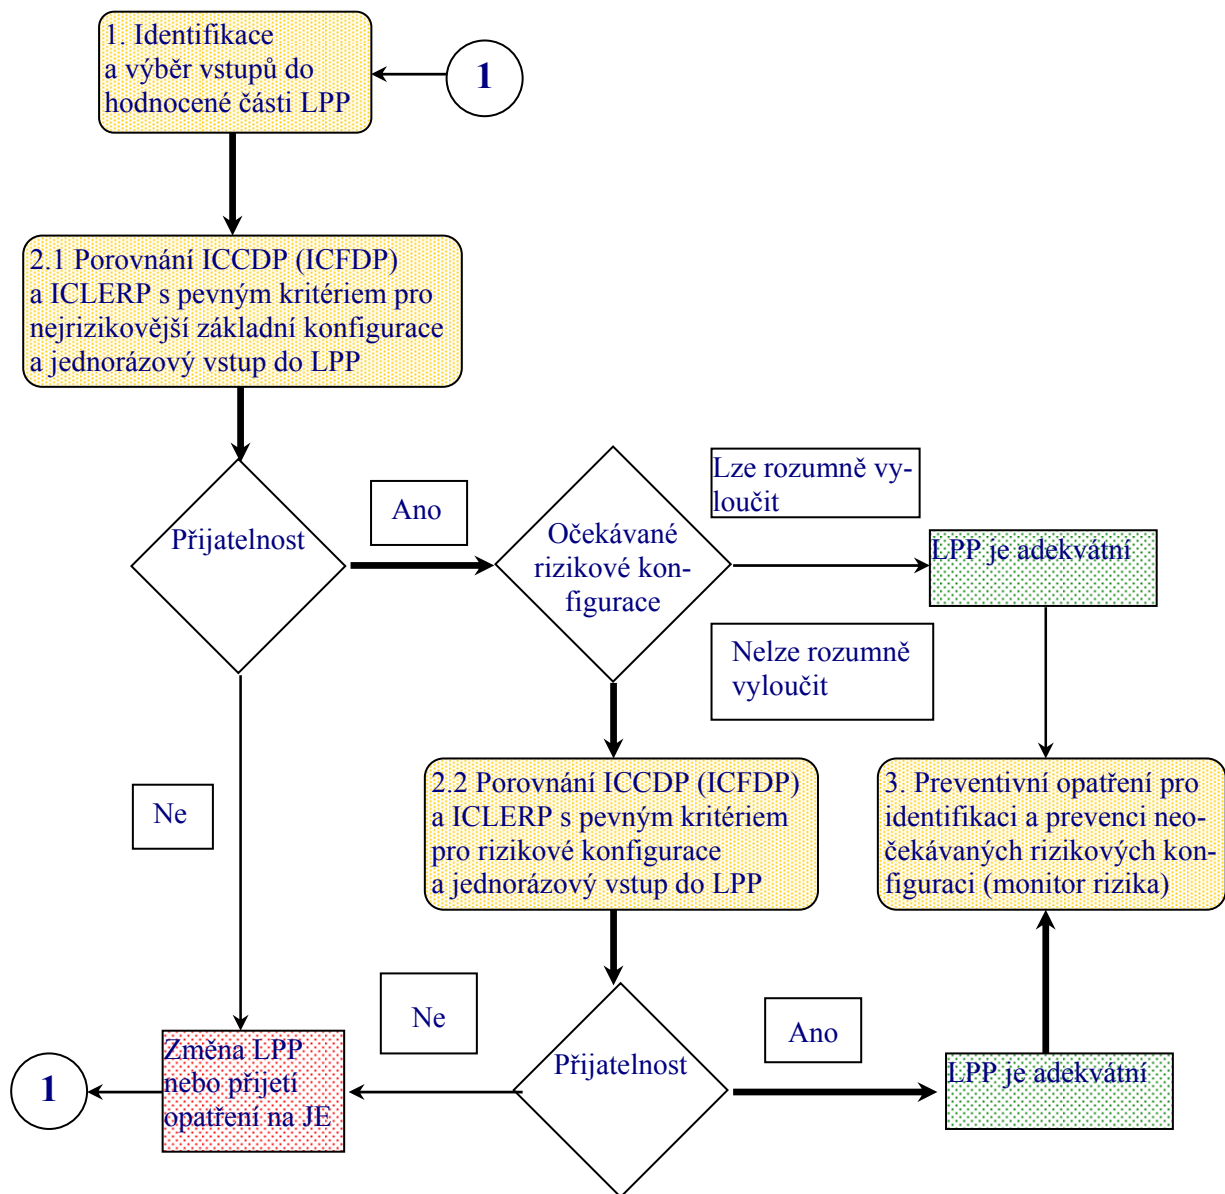 1. Identifikace
a výběr vstupů do
hodnocené části LPP
1
2.1 Porovnání ICCDP (ICFDP)
a ICLERP s pevným kritériem pro
nejrizikovější základní konfigurace
a jednorázový vstup do LPP
Přijatelnost
Ano
Očekávané
rizikové kon-
figurace
Lze rozumně vy-
loučit
LPP je adekvátní
Nelze rozumně
vyloučit
Ne
2.2 Porovnání ICCDP (ICFDP)
a ICLERP s pevným kritériem
pro rizikové konfigurace
a jednorázový vstup do LPP
3. Preventivní opatření pro
identifikaci a prevenci neo-
čekávaných rizikových kon-
figuraci (monitor rizika)
Ne
Přijatelnost
Ano
LPP je adekvátní
Změna LPP
nebo přijetí
opatření na JE
1